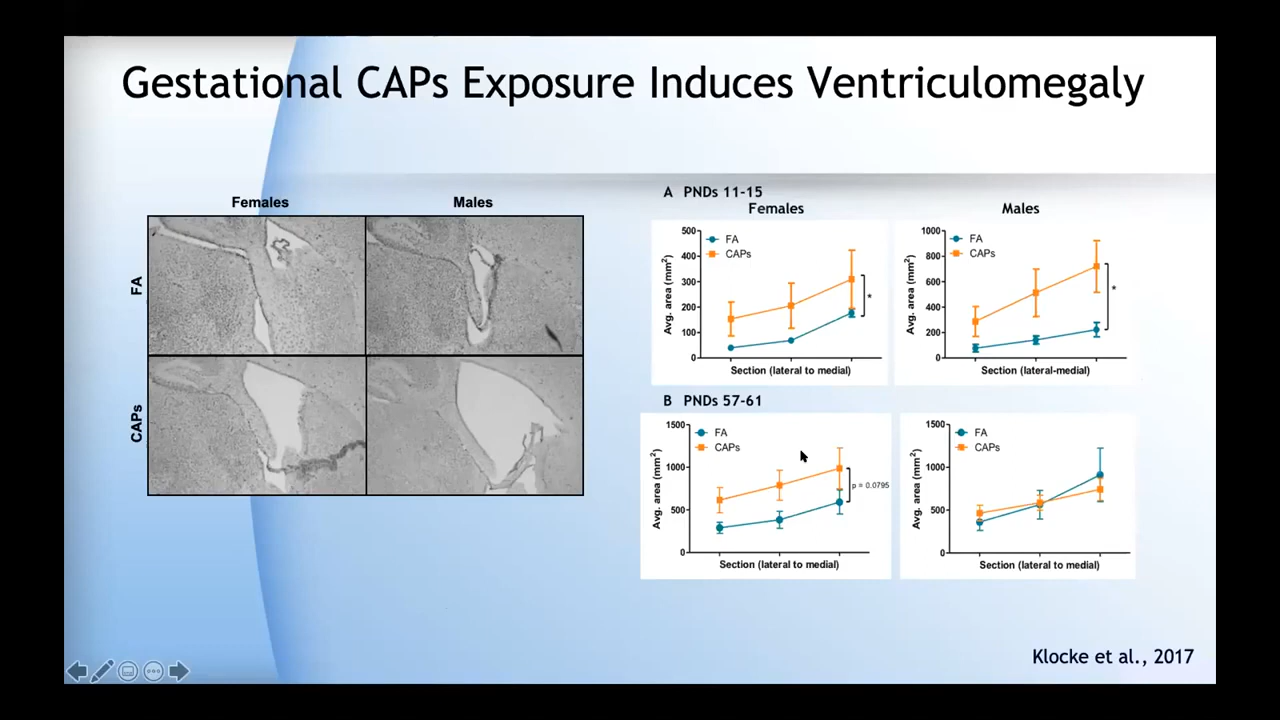 Gestational CAPs Exposure Induces Ventriculomegaly
Females Males
FA
CAPs
A PNDs 11-15
Females
500
400
300
200
100
0
Avg. area (mm²)
FA
CAPs
*
Section (lateral to medial)
Males
1000
800
600
400
200
0
Avg. area (mm²)
FA
CAPs
*
Section (lateral-medial)
B PNDs 57-61
1500
1000
500
0
Avg. area (mm²)
FA
CAPs
p = 0.0795
Section (lateral to medial)
1500
1000
500
0
Avg. area (mm²)
FA
CAPs
Section (lateral to medial)
Klocke et al., 2017